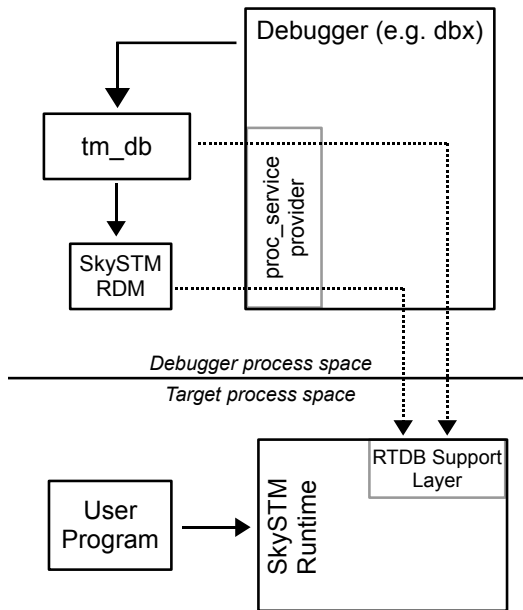 Debugger (e.g. dbx)
tm_db
proc_service
provider
SkySTM
RDM
Debugger process space
Target process space
RTDB Support
Layer
SkySTM
Runtime
User
Program